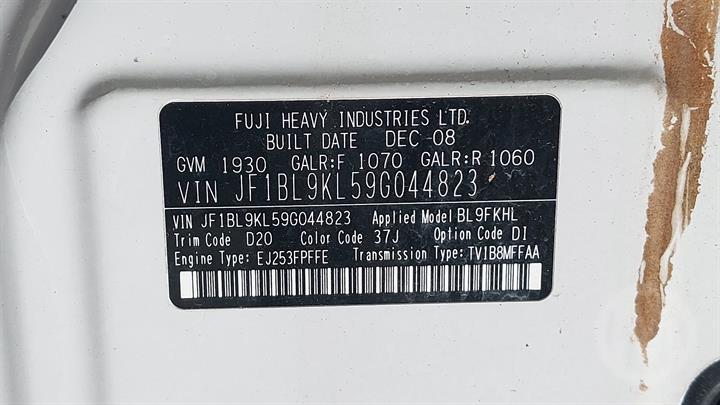 FUJI HEAVY INDUSTRIES LTD.
BUILT DATE DEC-08
GVM 1930 GALR:F 1070 GALR:R 1060
VIN JF1BL9KL59G044823
VIN JF1BL9KL59G044823 Applied Model BL9FKHL
Trim Code D20 Color Code 37J Option Code DI
Engine Type: EJ253FPFFE Transmission Type: TV1B8MFFAA